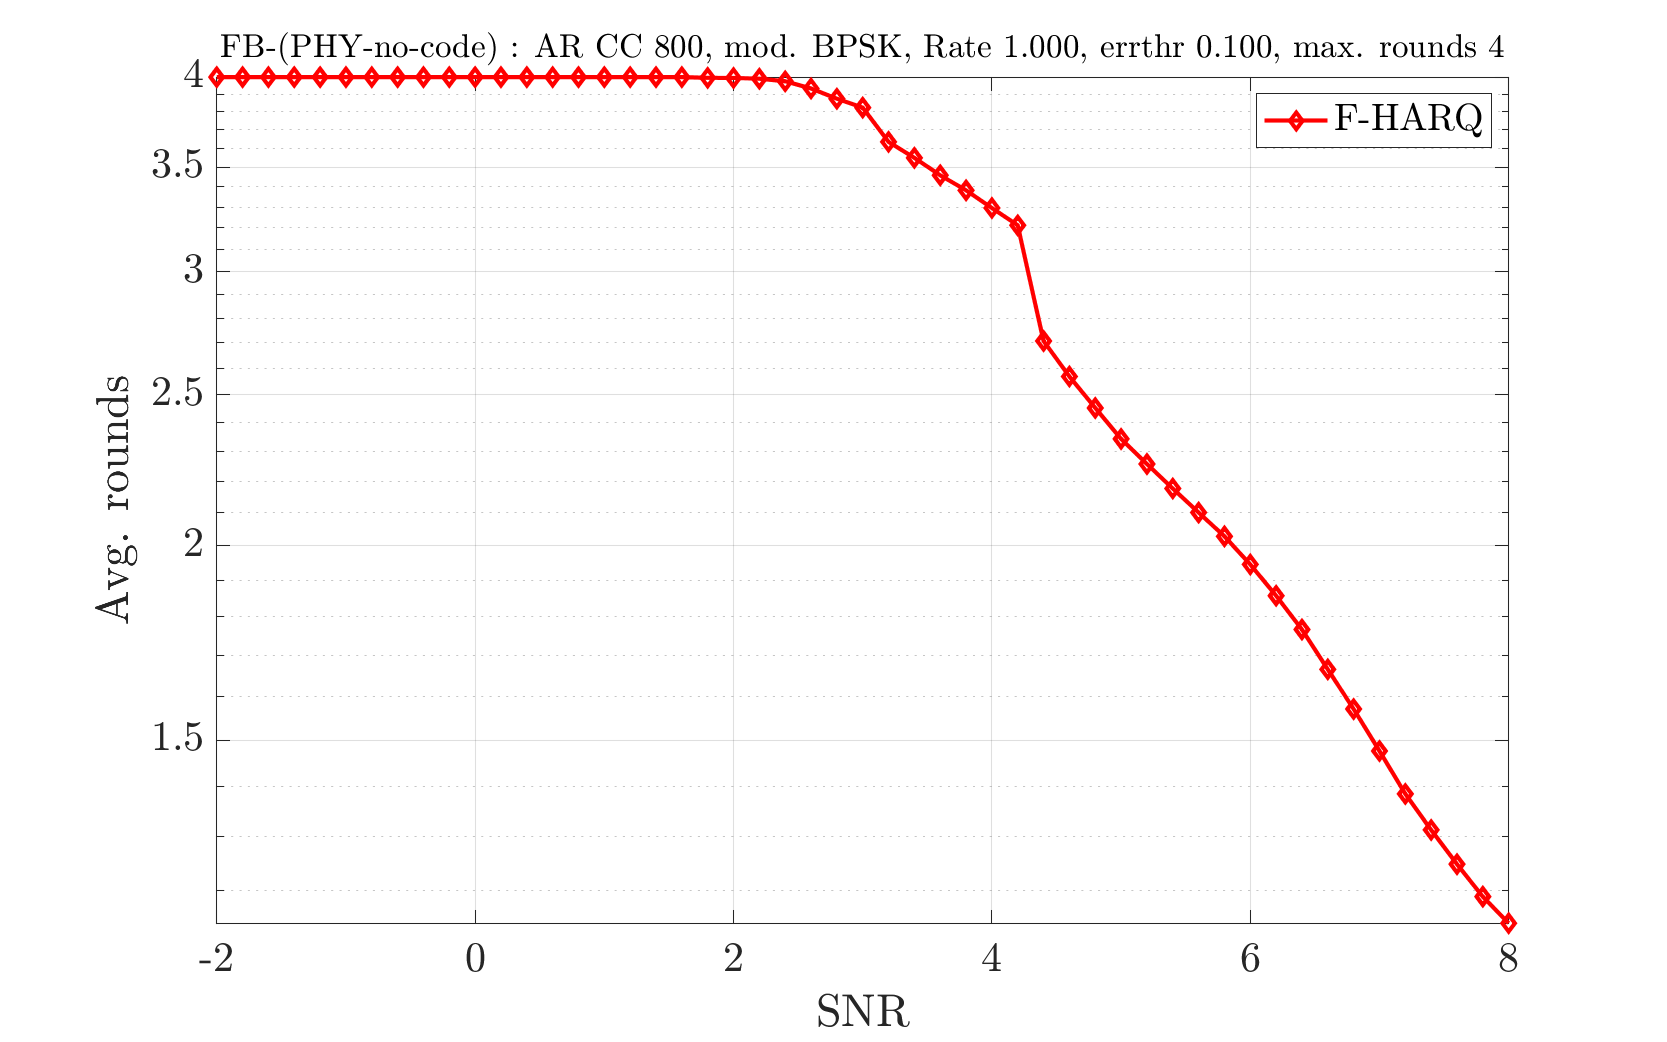 FB-(PHY-no-code) : AR CC 800, mod. BPSK, Rate 1.000, errthr 0.100, max. rounds 4
F-HARQ
4
3.5
3
2.5
2
1.5
Avg. rounds
-2 0 2 4 6 8
SNR